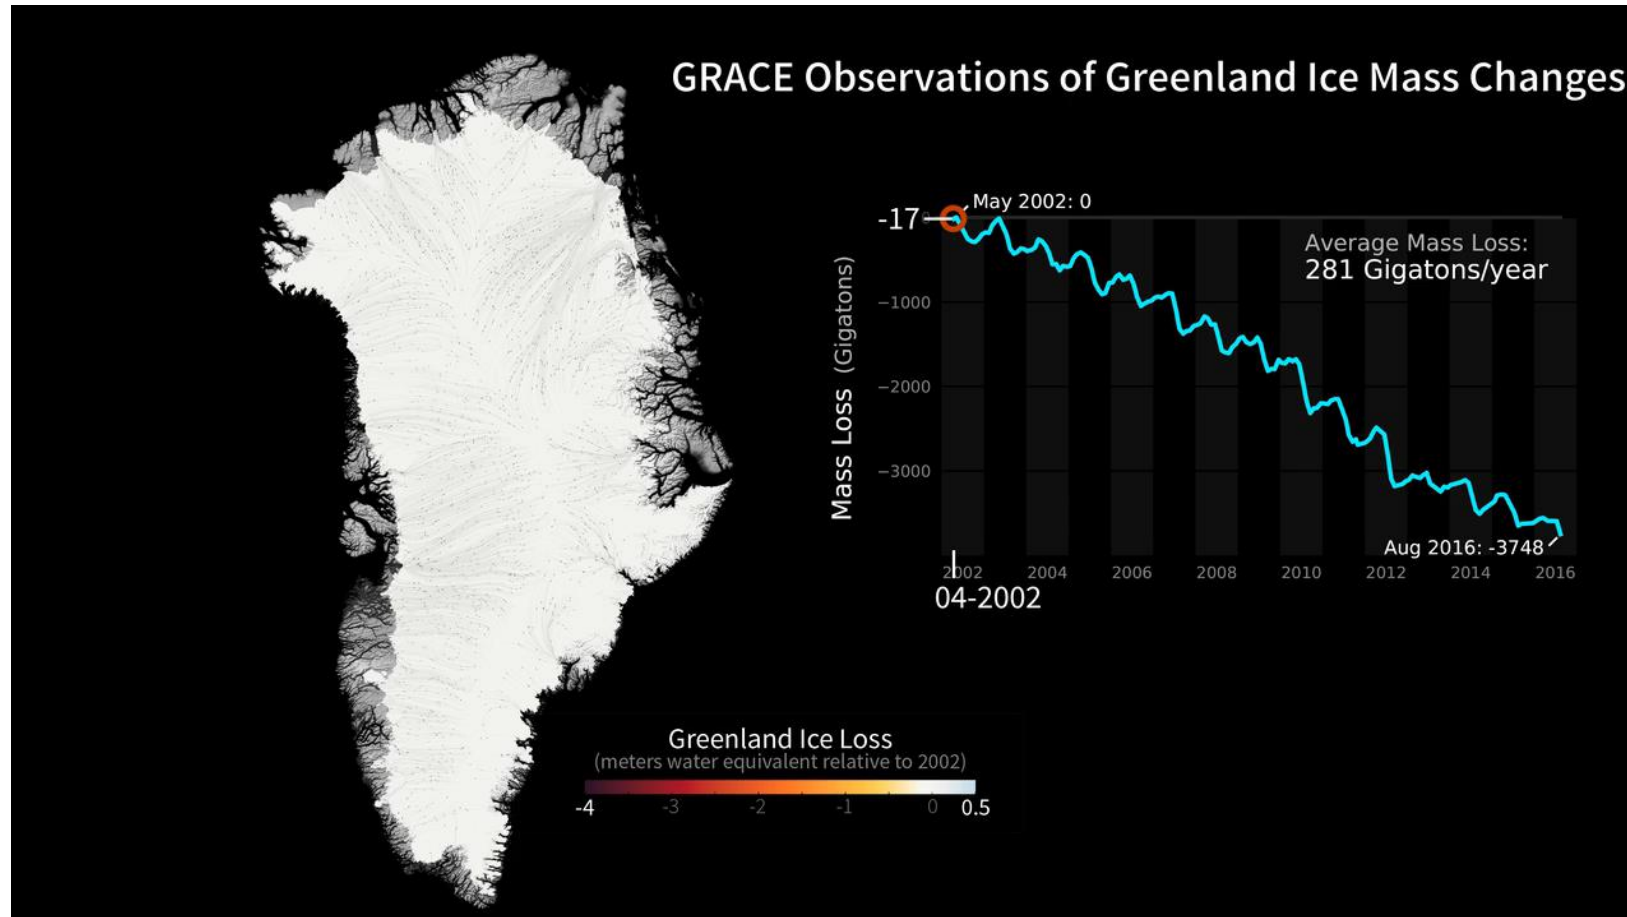 GRACE Observations of Greenland Ice Mass Changes
May 2002: 0
-17
Average Mass Loss:
281 Gigatons/year
Mass Loss (Gigatons)
−1000
−2000
−3000
Aug 2016: -3748
2002 2004 2006 2008 2010 2012 2014 2016
04-2002
Greenland Ice Loss
(meters water equivalent relative to 2002)
-4 -3 -2 -1 0 0.5